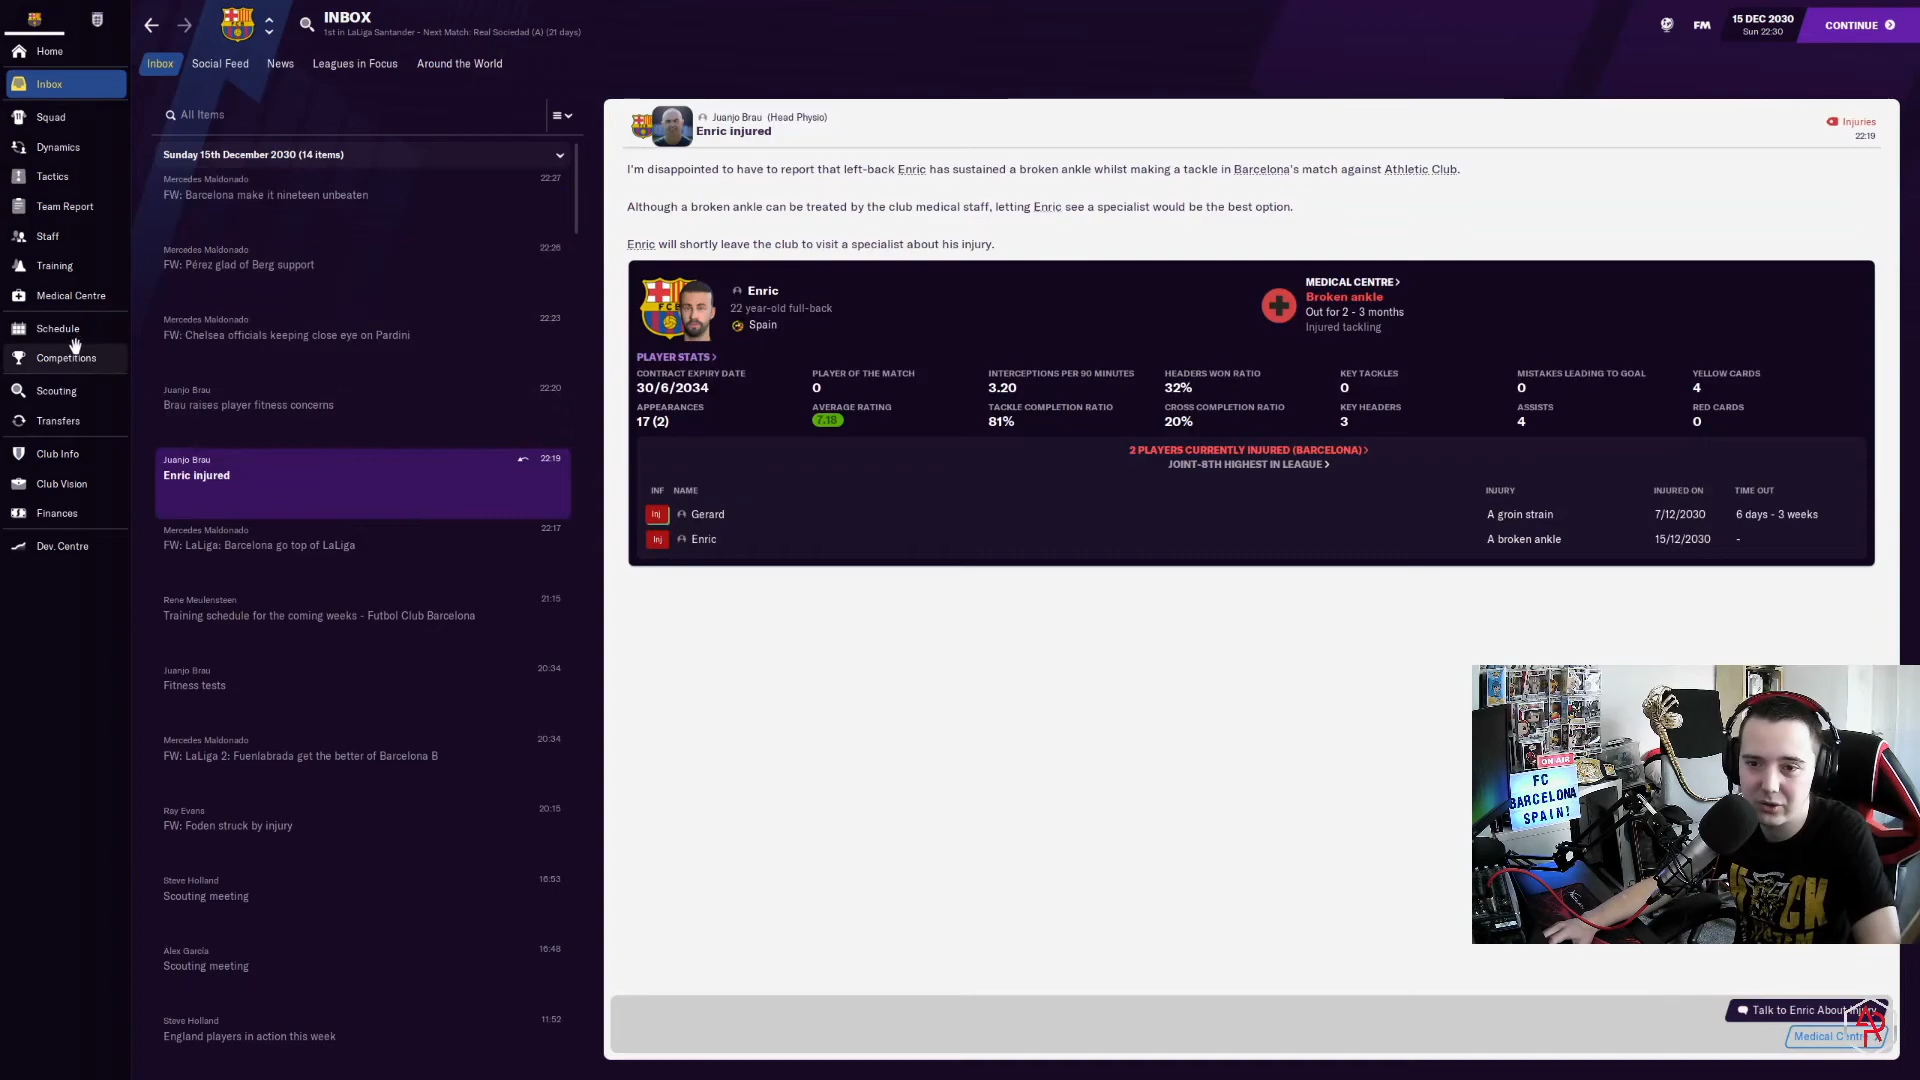 INBOX
1st in LaLiga Santander - Next Match: Real Sociedad (A) (21 days)
FM
15 DEC 2030
Sun 22:30
CONTINUE
Home
Inbox
Squad
Dynamics
Tactics
Team Report
Staff
Training
Medical Centre
Schedule
Competitions
Scouting
Transfers
Club Info
Club Vision
Finances
Dev. Centre
Inbox Social Feed News Leagues in Focus Around the World
All Items
Sunday 15th December 2030 (14 items)
Mercedes Maldonado 22:27
FW: Barcelona make it nineteen unbeaten
Mercedes Maldonado 22:26
FW: Pérez glad of Berg support
Mercedes Maldonado 22:23
FW: Chelsea officials keeping close eye on Pardini
Juanjo Brau 22:20
Brau raises player fitness concerns
Juanjo Brau 22:19
Enric injured
Mercedes Maldonado 22:17
FW: LaLiga: Barcelona go top of LaLiga
Rene Meulensteen 21:15
Training schedule for the coming weeks - Futbol Club Barcelona
Juanjo Brau 20:34
Fitness tests
Mercedes Maldonado 20:34
FW: LaLiga 2: Fuenlabrada get the better of Barcelona B
Ray Evans 20:15
FW: Foden struck by injury
Steve Holland 16:53
Scouting meeting
Alex García 16:48
Scouting meeting
Steve Holland 11:52
England players in action this week
Juanjo Brau (Head Physio)
Enric injured
Injuries
22:19
I'm disappointed to have to report that left-back Enric has sustained a broken ankle whilst making a tackle in Barcelona's match against Athletic Club.
Although a broken ankle can be treated by the club medical staff, letting Enric see a specialist would be the best option.
Enric will shortly leave the club to visit a specialist about his injury.
Enric
22 year-old full-back
Spain
MEDICAL CENTRE >
Broken ankle
Out for 2 - 3 months
Injured tackling
PLAYER STATS >
CONTRACT EXPIRY DATE PLAYER OF THE MATCH INTERCEPTIONS PER 90 MINUTES HEADERS WON RATIO KEY TACKLES MISTAKES LEADING TO GOAL YELLOW CARDS
30/6/2034 0 3.20 32% 0 0 4
APPEARANCES AVERAGE RATING TACKLE COMPLETION RATIO CROSS COMPLETION RATIO KEY HEADERS ASSISTS RED CARDS
17 (2) 7.18 81% 20% 3 4 0
2 PLAYERS CURRENTLY INJURED (BARCELONA) >
JOINT-8TH HIGHEST IN LEAGUE >
INF NAME INJURY INJURED ON TIME OUT
Inj Gerard A groin strain 7/12/2030 6 days - 3 weeks
Inj Enric A broken ankle 15/12/2030 -
ON AIR
FC
BARCELONA
SPAIN!
Talk to Enric About
Medical